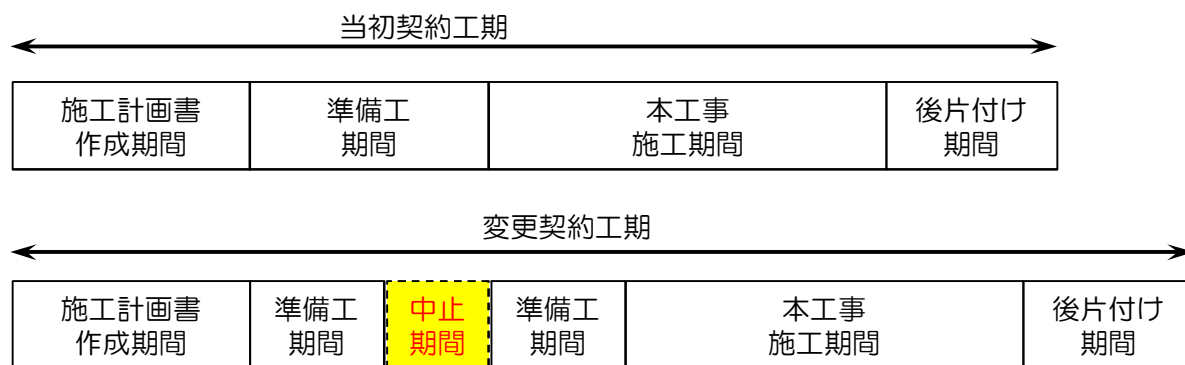 当初契約工期
施工計画書
作成期間
準備工
期間
本工事
施工期間
後片付け
期間
変更契約工期
施工計画書
作成期間
準備工
期間
中止
期間
準備工
期間
本工事
施工期間
後片付け
期間